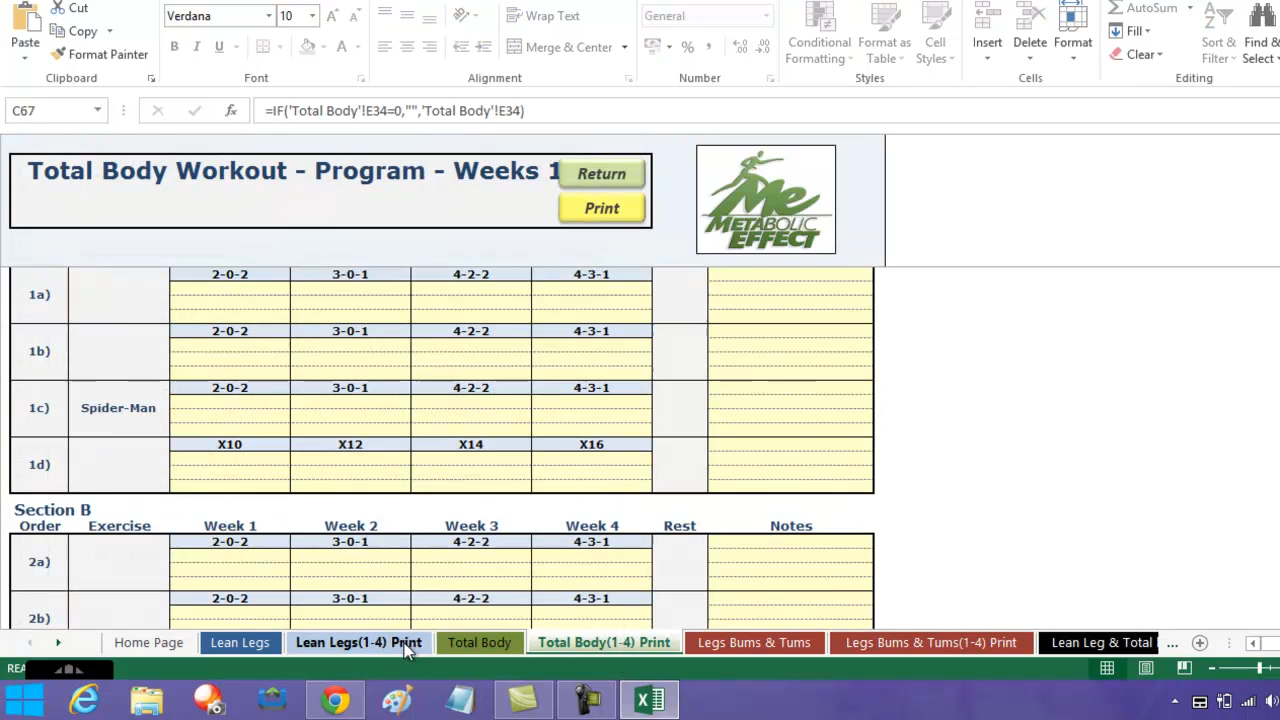 Cut
Copy
Format Painter
Paste
Clipboard
Verdana 10
B I U
Font
Wrap Text
Merge & Center
Alignment
General
%
Number
Conditional Formatting
Format as Table
Cell Styles
Styles
Insert
Delete
Format
Cells
AutoSum
Fill
Clear
Sort & Filter
Find & Select
Editing
C67
fx
=IF('Total Body'!E34=0,"",'Total Body'!E34)
Total Body Workout - Program - Weeks 1
Return
Print
Me
METABOLIC
EFFECT
2-0-2 3-0-1 4-2-2 4-3-1
1a)
2-0-2 3-0-1 4-2-2 4-3-1
1b)
2-0-2 3-0-1 4-2-2 4-3-1
1c) Spider-Man
X10 X12 X14 X16
1d)
Section B
Order Exercise Week 1 Week 2 Week 3 Week 4 Rest Notes
2-0-2 3-0-1 4-2-2 4-3-1
2a)
2-0-2 3-0-1 4-2-2 4-3-1
2b)
Home Page Lean Legs Lean Legs(1-4) Print Total Body Total Body(1-4) Print Legs Bums & Tums Legs Bums & Tums(1-4) Print Lean Leg & Total ...
REA